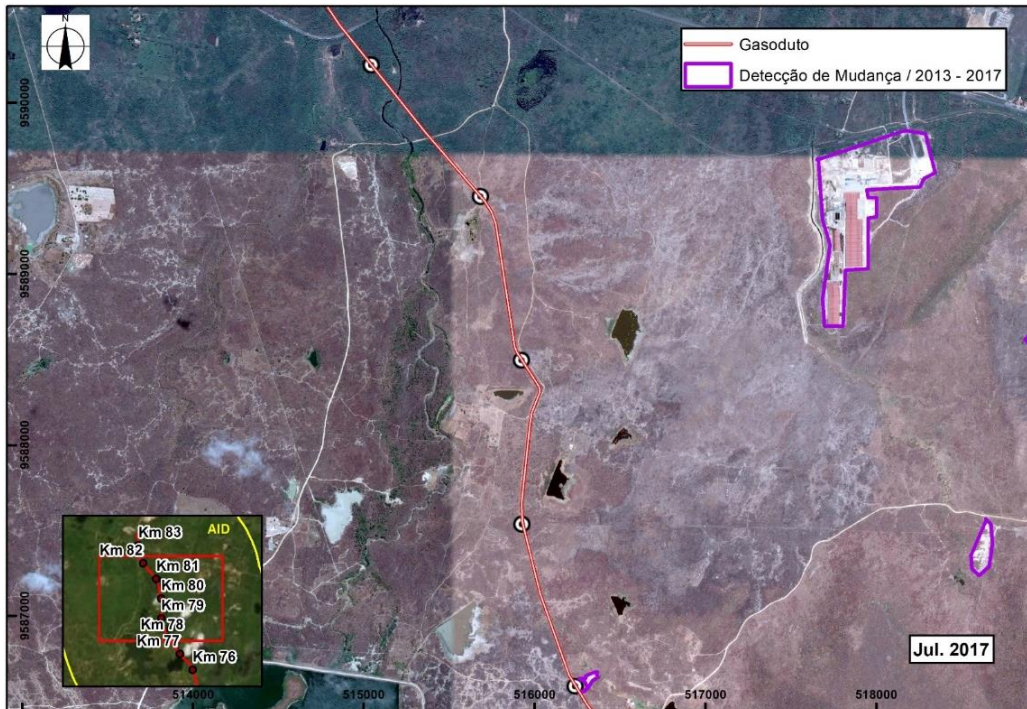 Gasoduto
Detecção de Mudança / 2013 - 2017
9590000
9589000
9588000
9587000
AID
Km 83
Km 82
Km 81
Km 80
Km 79
Km 78
Km 77
Km 76
Jul. 2017
514000
515000
516000
517000
518000